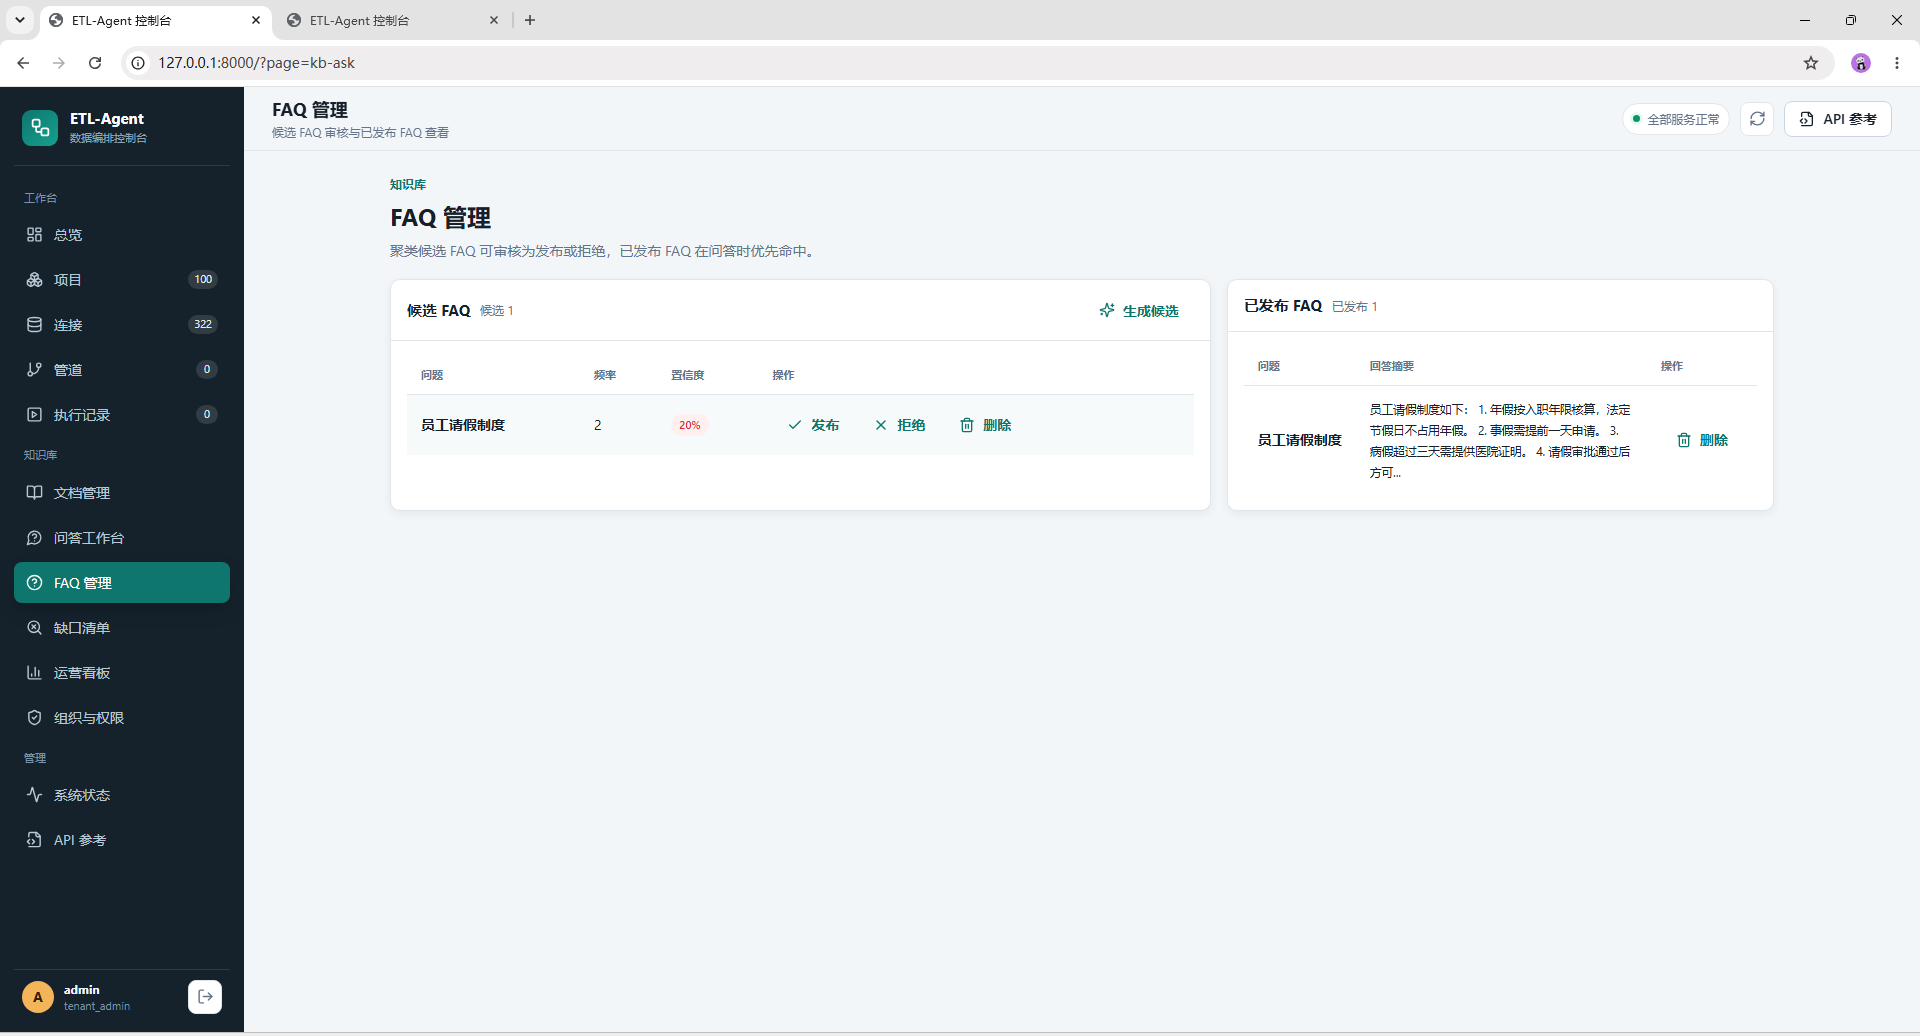 ETL-Agent 控制台
ETL-Agent 控制台
127.0.0.1:8000/?page=kb-ask
ETL-Agent
数据编排控制台
工作台
总览
项目 100
连接 322
管道 0
执行记录 0
知识库
文档管理
问答工作台
FAQ 管理
缺口清单
运营看板
组织与权限
管理
系统状态
API 参考
A
admin
tenant_admin
FAQ 管理
候选 FAQ 审核与已发布 FAQ 查看
全部服务正常
API 参考
知识库
FAQ 管理
聚类候选 FAQ 可审核为发布或拒绝，已发布 FAQ 在问答时优先命中。
候选 FAQ 候选 1
生成候选
问题 频率 置信度 操作
员工请假制度 2 20% 发布 拒绝 删除
已发布 FAQ 已发布 1
问题 回答摘要 操作
员工请假制度
员工请假制度如下： 1. 年假按入职年限核算，法定
节假日不占用年假。 2. 事假需提前一天申请。 3.
病假超过三天需提供医院证明。 4. 请假审批通过后
方可...
删除